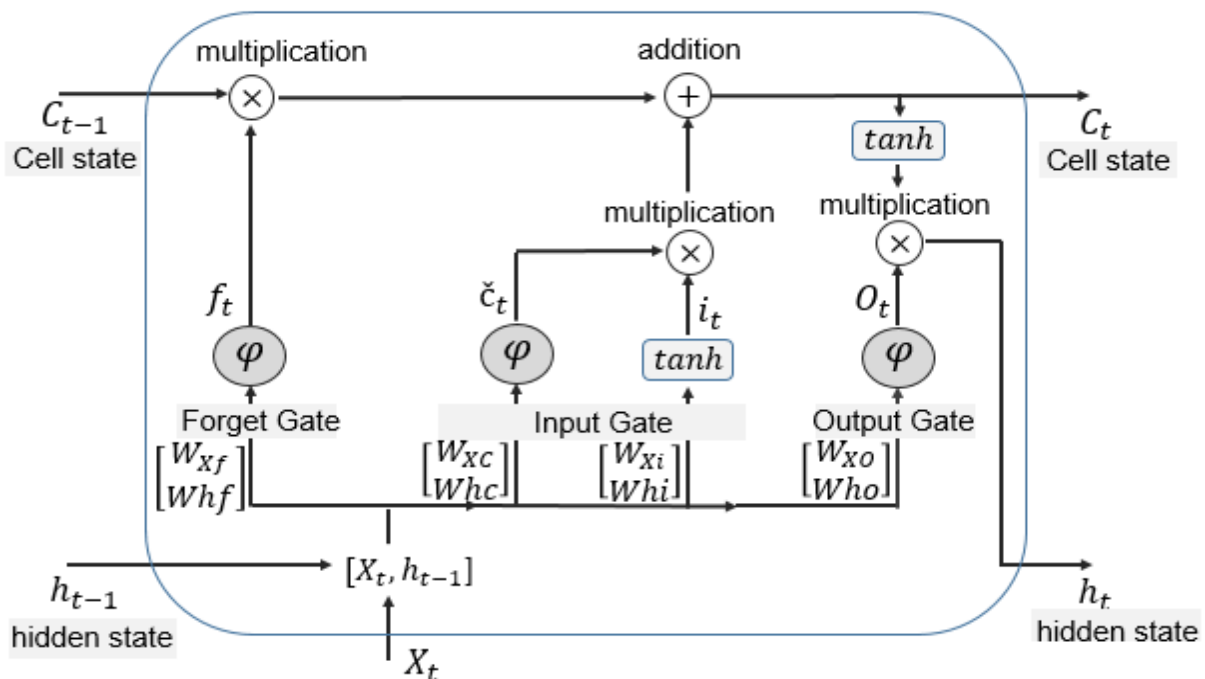 multiplication
addition
×
+
C_{t−1}
Cell state
C_t
Cell state
tanh
multiplication
multiplication
×
×
f_t
č_t
i_t
O_t
φ
φ
tanh
φ
Forget Gate
Input Gate
Output Gate
[W_{Xf}
Whf]
[W_{Xc}
Whc]
[W_{Xi}
Whi]
[W_{Xo}
Who]
[X_t, h_{t−1}]
h_{t−1}
hidden state
h_t
hidden state
X_t